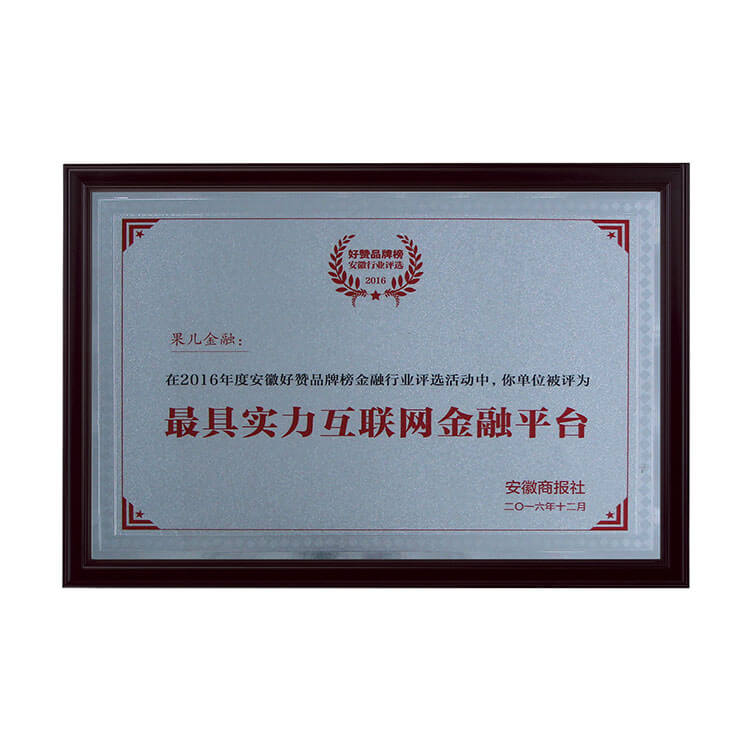 好赞品牌榜
安徽行业评选
2016
果儿金融：
在2016年度安徽好赞品牌榜金融行业评选活动中，你单位被评为
最具实力互联网金融平台
安徽商报社
二〇一六年十二月